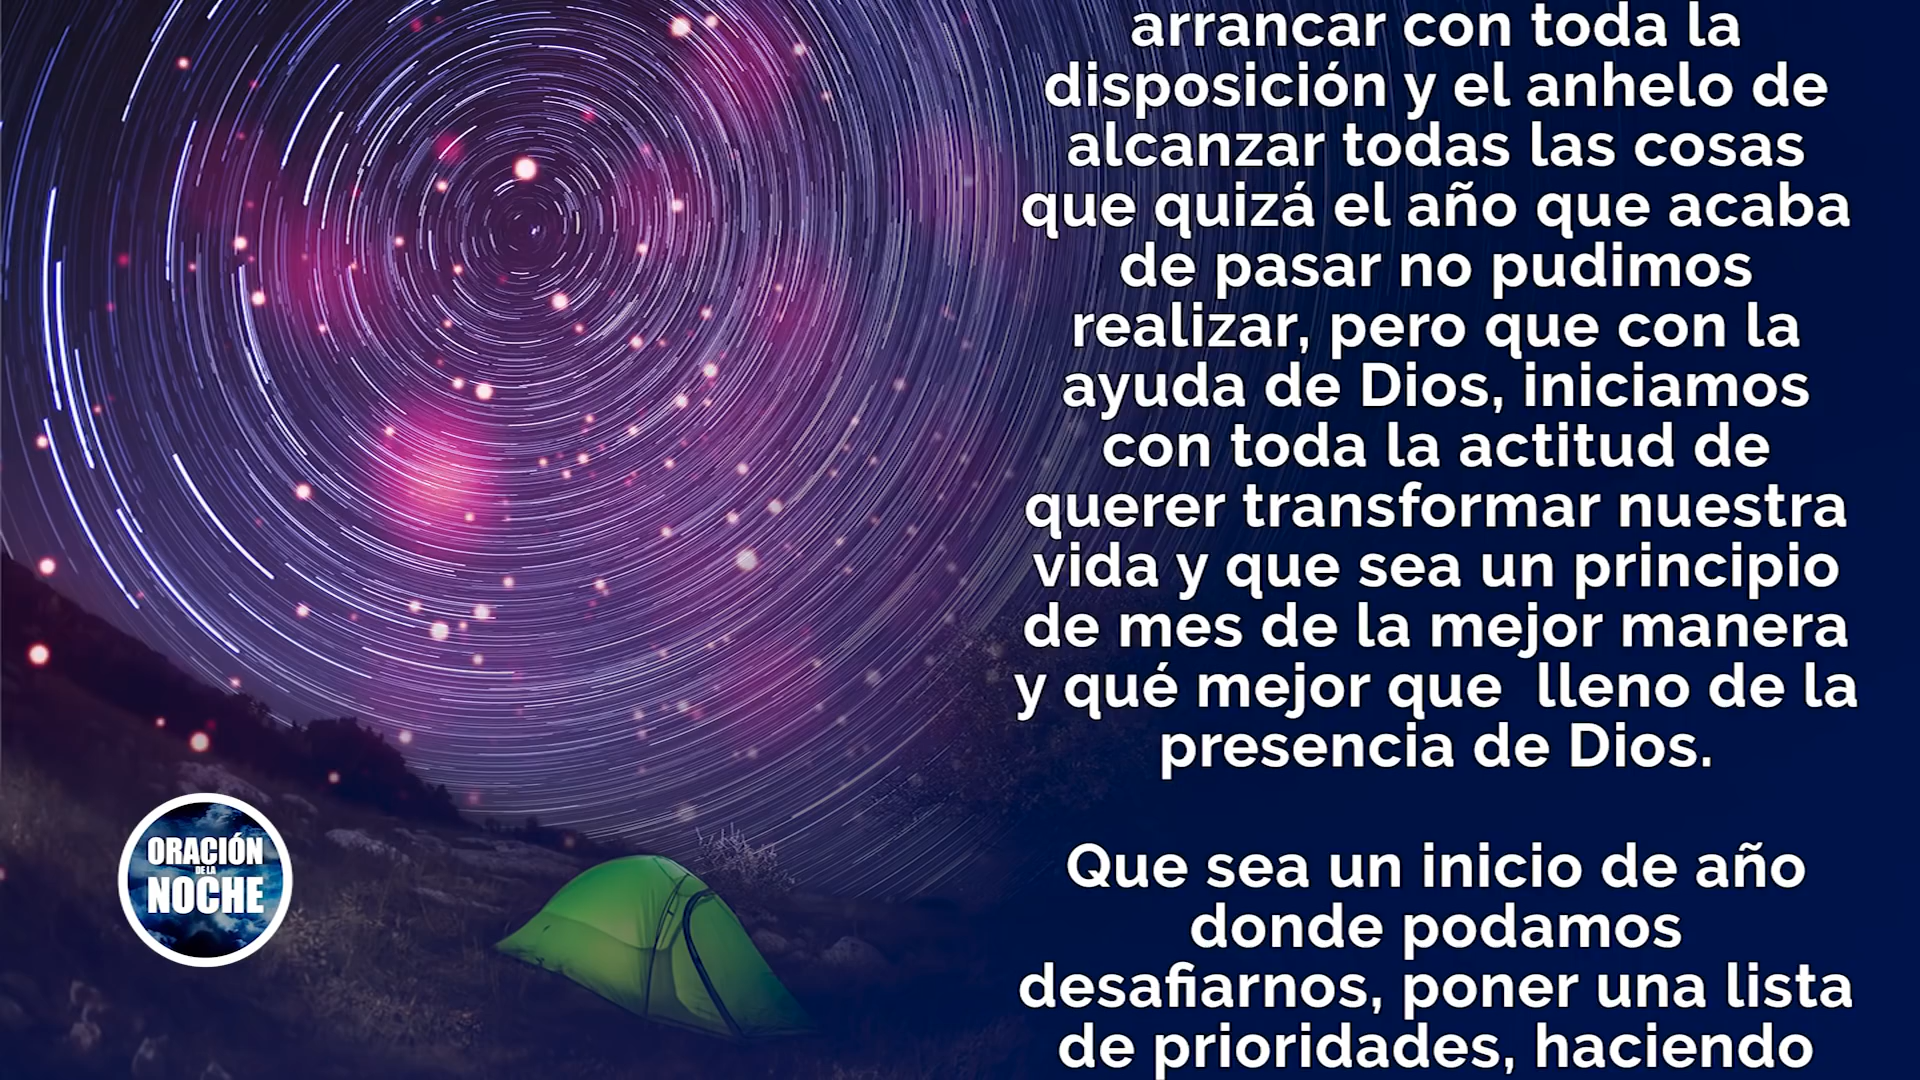 arrancar con toda la
disposición y el anhelo de
alcanzar todas las cosas
que quizá el año que acaba
de pasar no pudimos
realizar, pero que con la
ayuda de Dios, iniciamos
con toda la actitud de
querer transformar nuestra
vida y que sea un principio
de mes de la mejor manera
y qué mejor que  lleno de la
presencia de Dios.
Que sea un inicio de año
donde podamos
desafiarnos, poner una lista
de prioridades, haciendo
ORACIÓN
DE LA
NOCHE